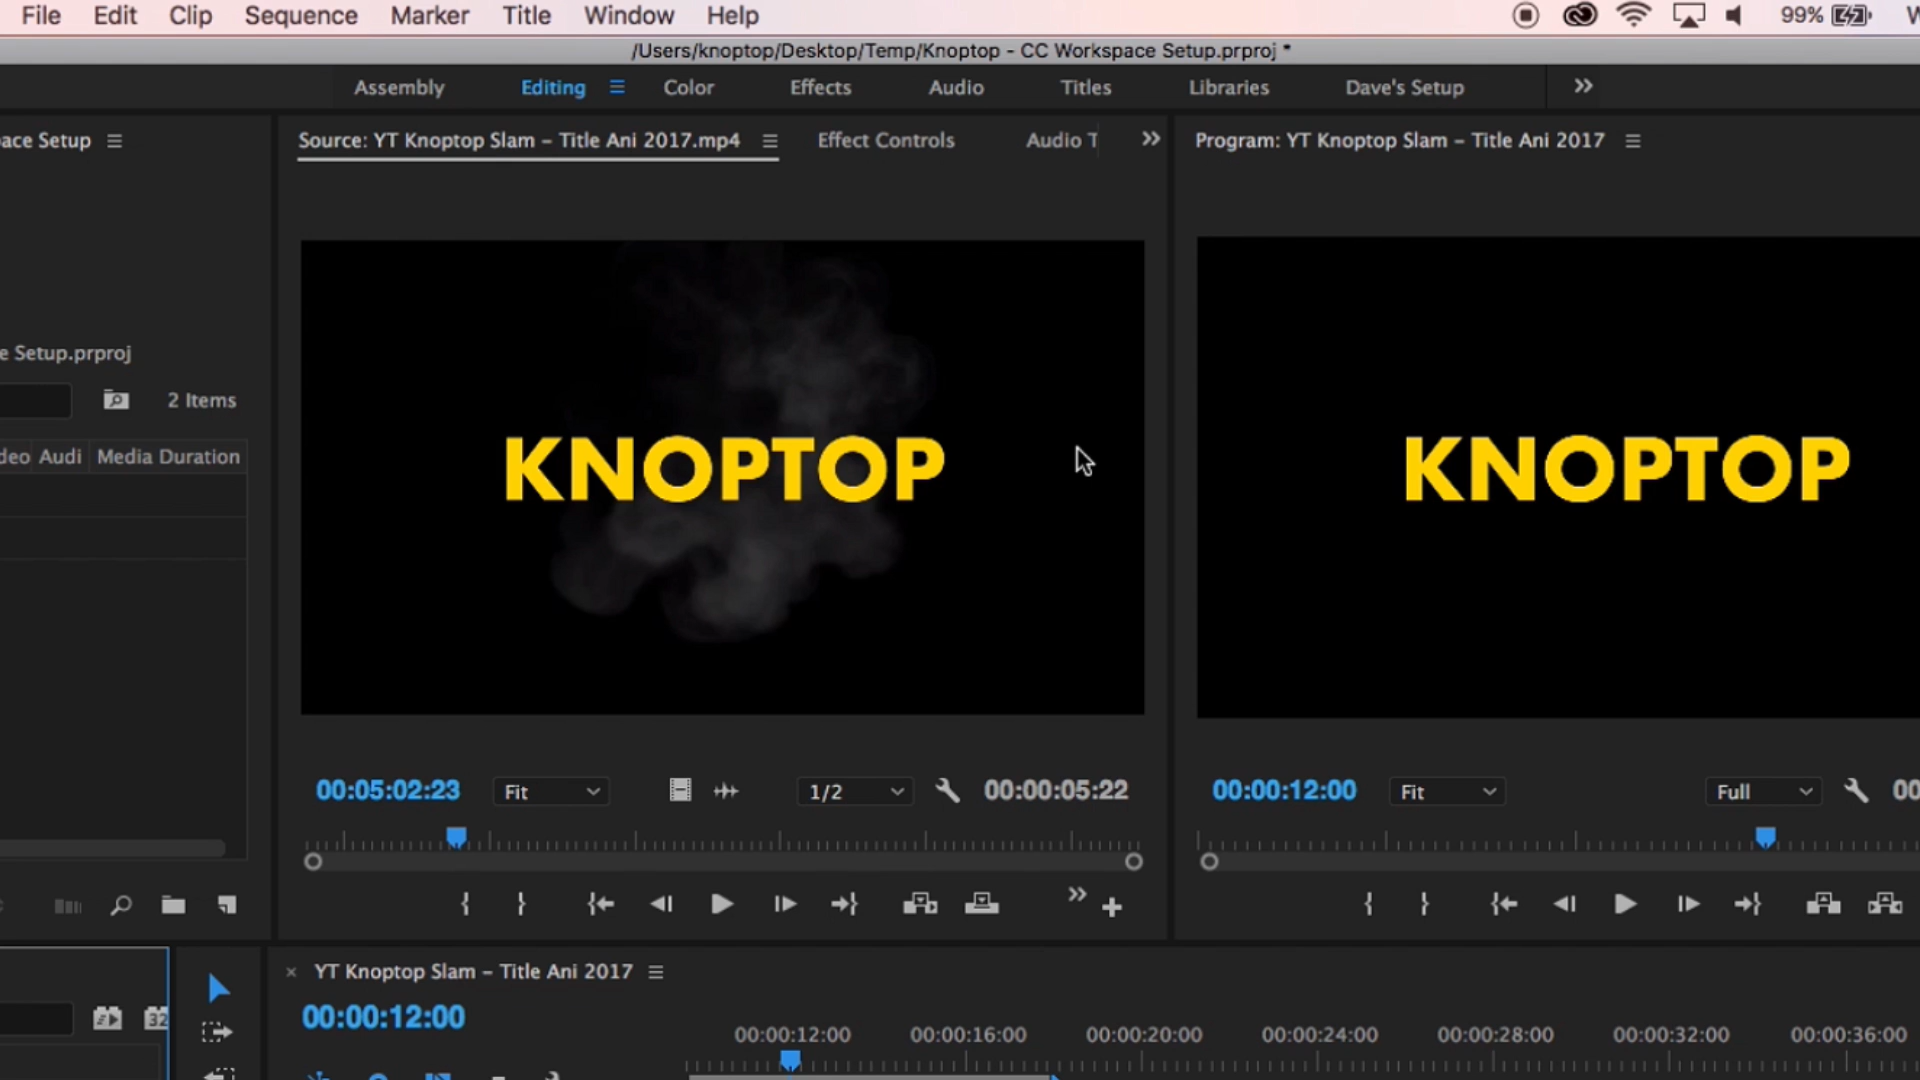 File Edit Clip Sequence Marker Title Window Help 99%
/Users/knoptop/Desktop/Temp/Knoptop - CC Workspace Setup.prproj *
Assembly Editing Color Effects Audio Titles Libraries Dave's Setup
ace Setup Source: YT Knoptop Slam – Title Ani 2017.mp4 Effect Controls Audio T Program: YT Knoptop Slam – Title Ani 2017
e Setup.prproj
2 Items
deo Audi Media Duration
KNOPTOP KNOPTOP
00:05:02:23 Fit 1/2 00:00:05:22 00:00:12:00 Fit Full 00
YT Knoptop Slam – Title Ani 2017
32
00:00:12:00
00:00:12:00 00:00:16:00 00:00:20:00 00:00:24:00 00:00:28:00 00:00:32:00 00:00:36:00